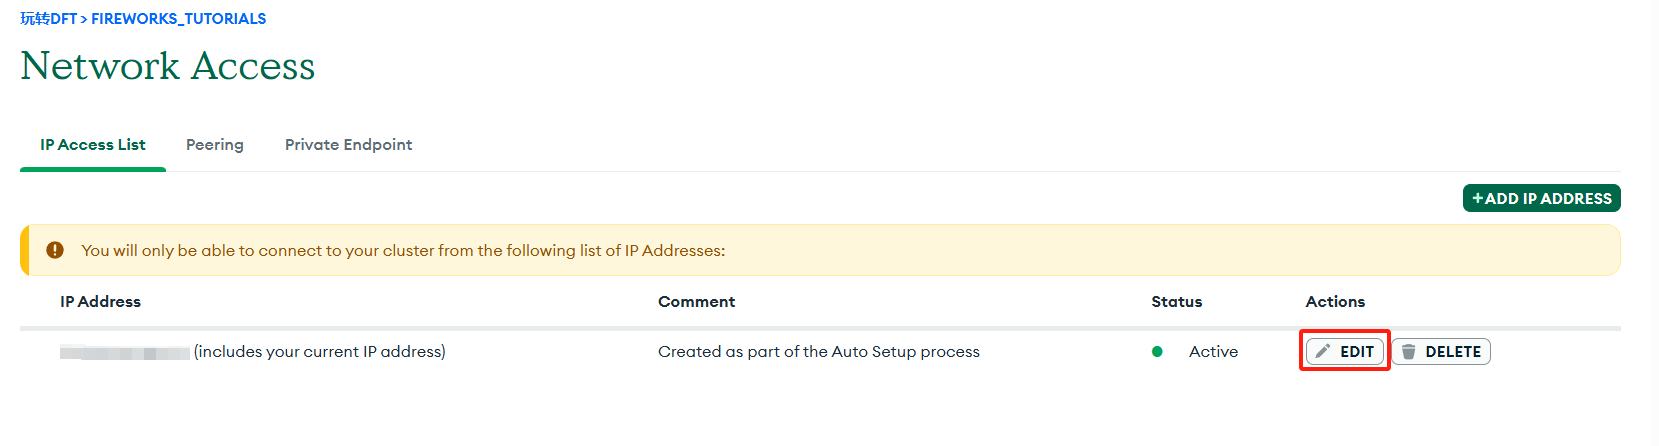 玩转DFT > FIREWORKS_TUTORIALS
Network Access
IP Access List Peering Private Endpoint
+ADD IP ADDRESS
You will only be able to connect to your cluster from the following list of IP Addresses:
IP Address Comment Status Actions
(includes your current IP address) Created as part of the Auto Setup process Active EDIT DELETE